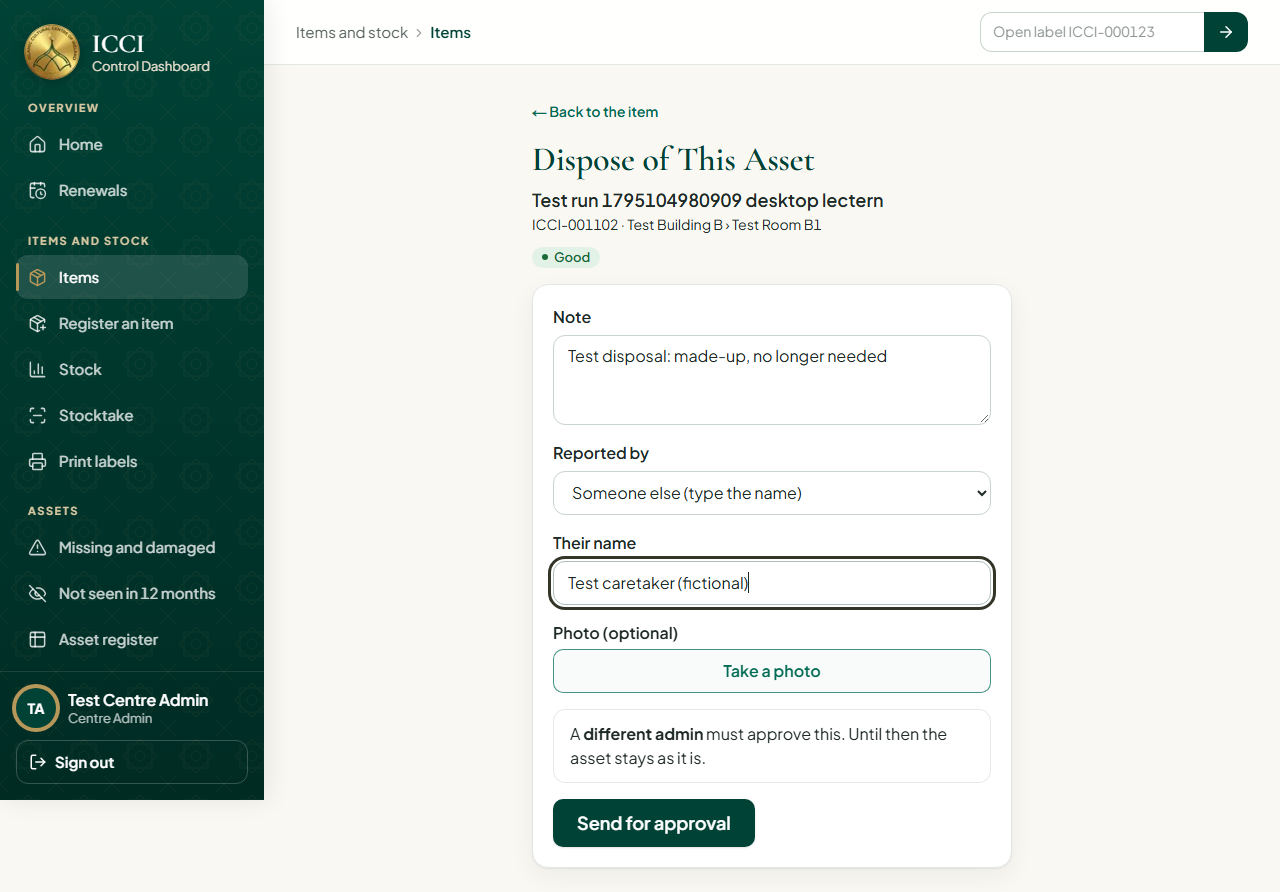 ICCI
Control Dashboard
OVERVIEW
Home
Renewals
ITEMS AND STOCK
Items
Register an item
Stock
Stocktake
Print labels
ASSETS
Missing and damaged
Not seen in 12 months
Asset register
TA
Test Centre Admin
Centre Admin
Sign out
Items and stock › Items
Open label ICCI-000123
← Back to the item
Dispose of This Asset
Test run 1795104980909 desktop lectern
ICCI-001102 · Test Building B › Test Room B1
Good
Note
Test disposal: made-up, no longer needed
Reported by
Someone else (type the name)
Their name
Test caretaker (fictional)
Photo (optional)
Take a photo
A different admin must approve this. Until then the
asset stays as it is.
Send for approval